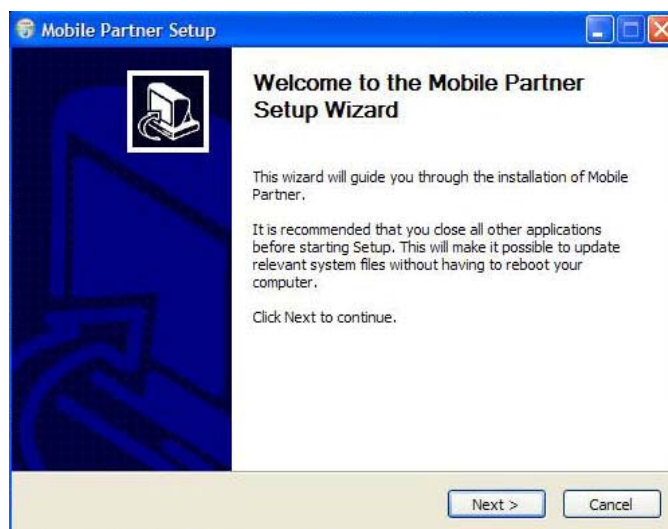 Mobile Partner Setup
Welcome to the Mobile Partner
Setup Wizard
This wizard will guide you through the installation of Mobile
Partner.
It is recommended that you close all other applications
before starting Setup. This will make it possible to update
relevant system files without having to reboot your
computer.
Click Next to continue.
Next >
Cancel